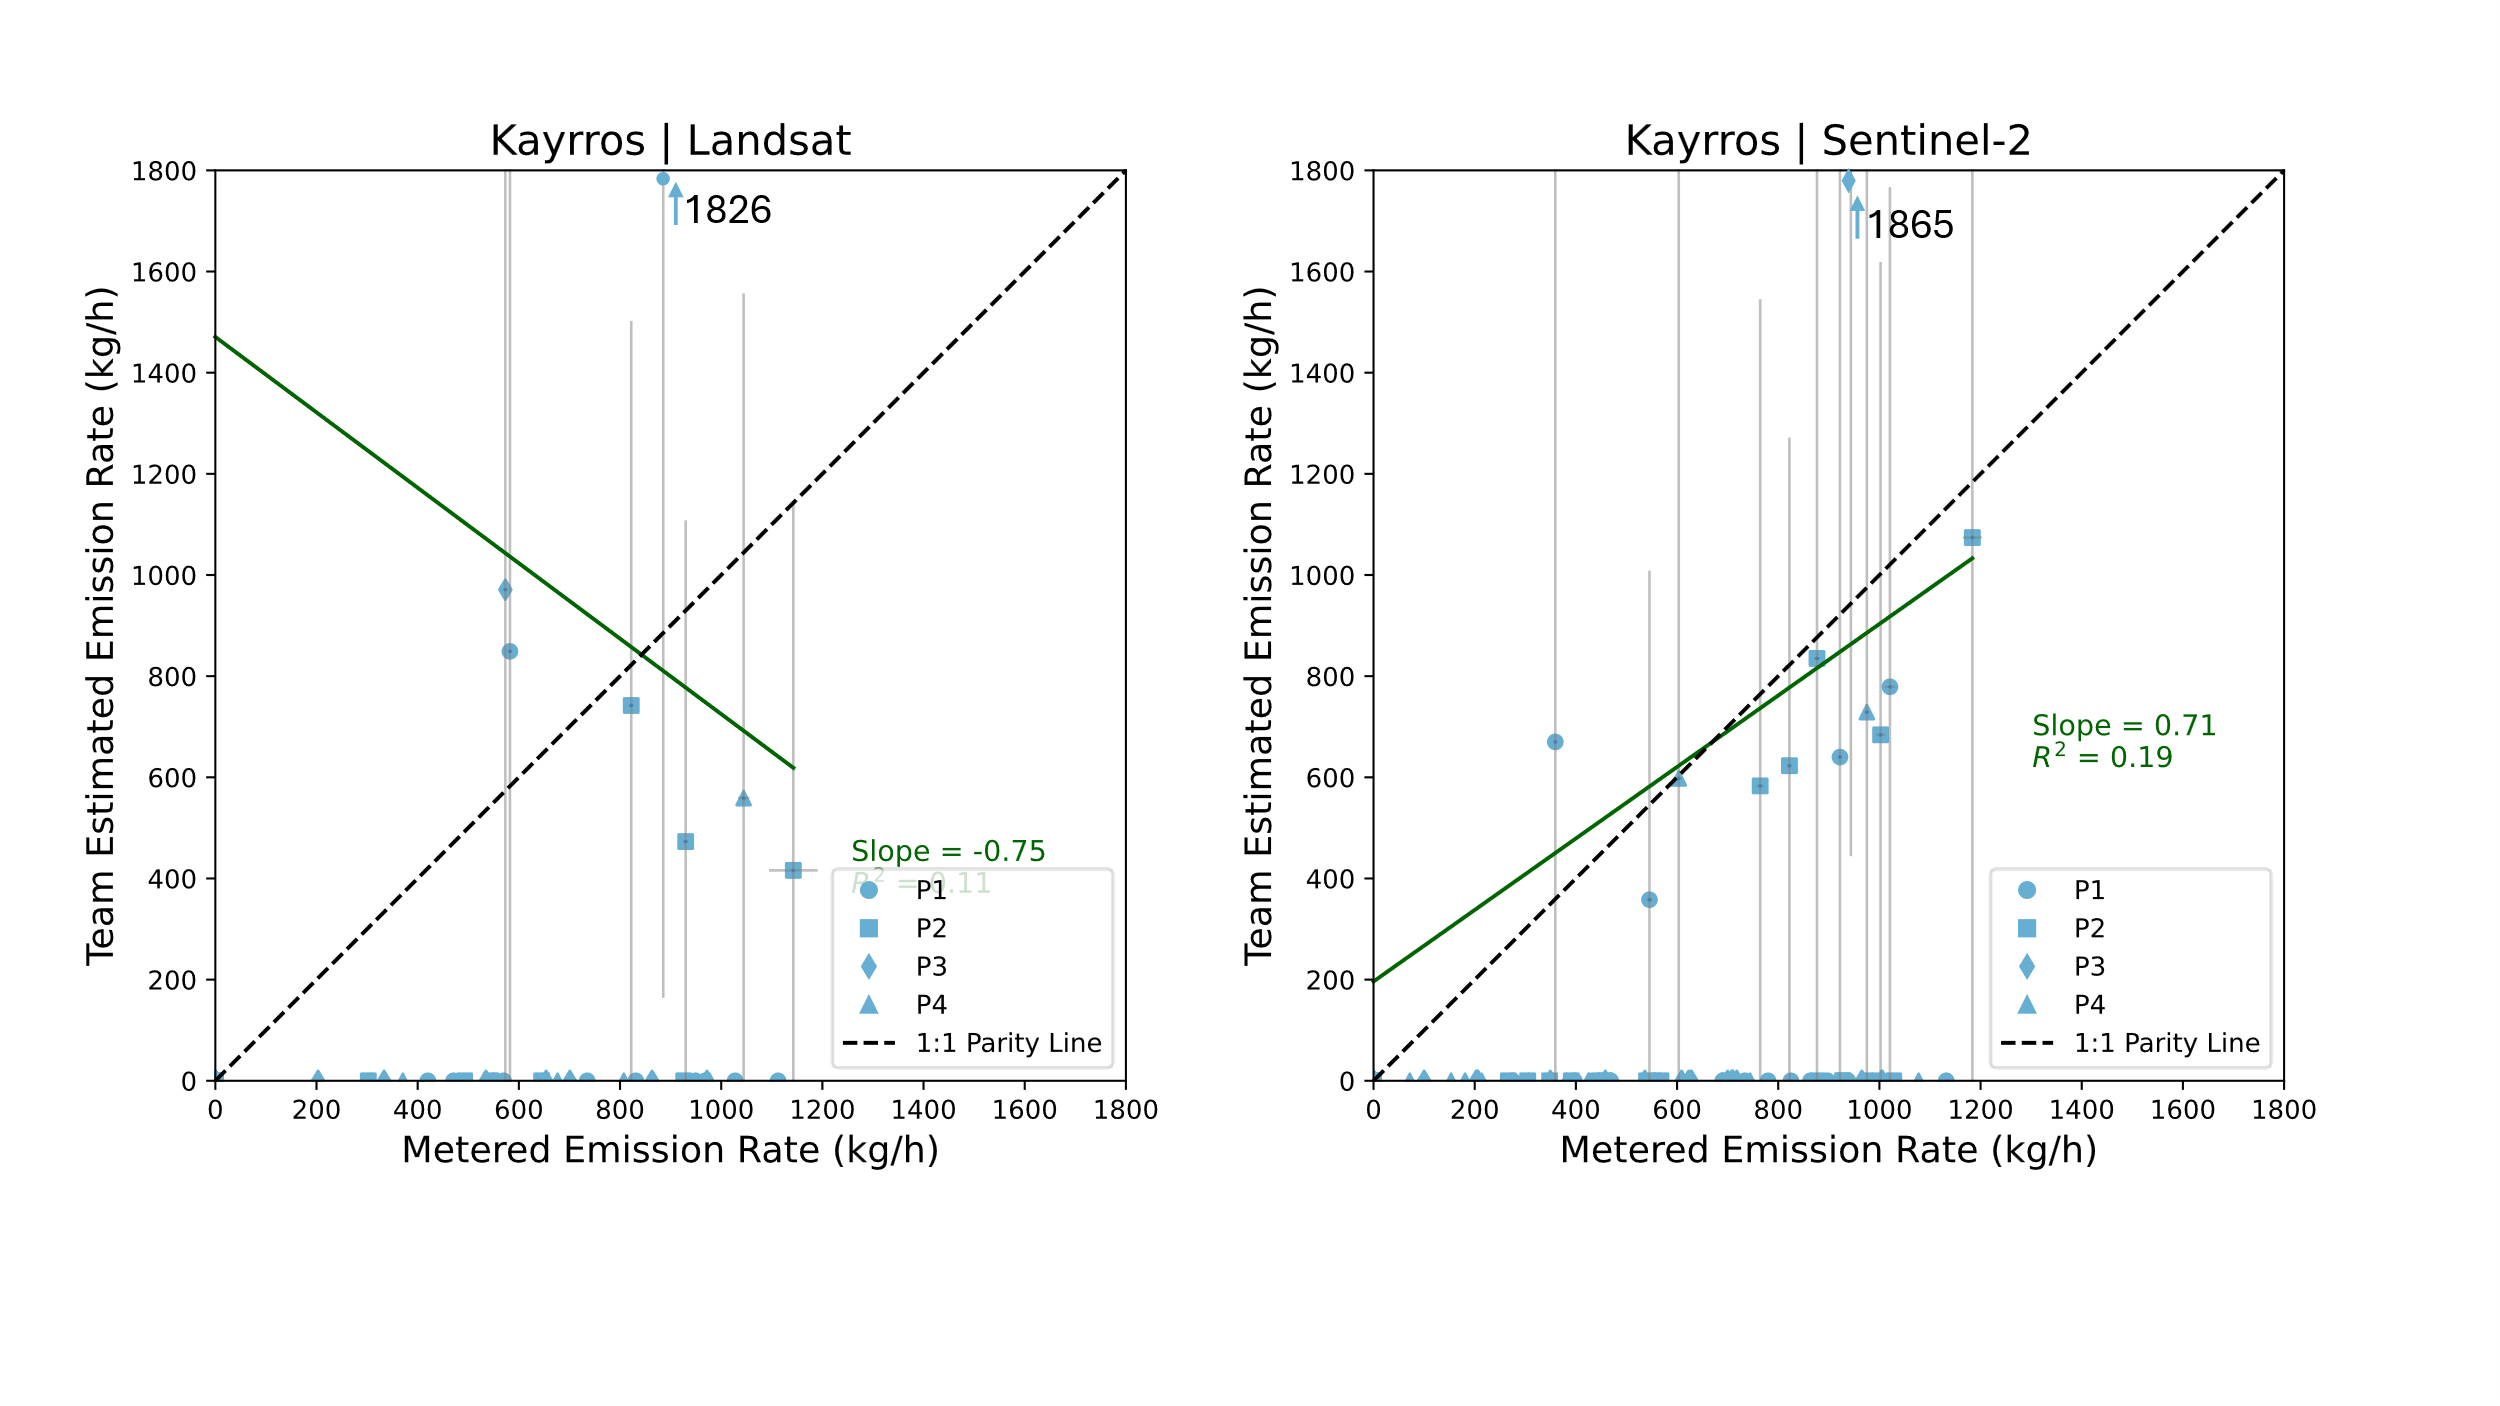 Kayrros | Landsat
1800
1600
1400
1200
1000
800
600
400
200
0
Team Estimated Emission Rate (kg/h)
1826
Slope = -0.75
R² = 0.11
P1
P2
P3
P4
1:1 Parity Line
0 200 400 600 800 1000 1200 1400 1600 1800
Metered Emission Rate (kg/h)
Kayrros | Sentinel-2
1800
1600
1400
1200
1000
800
600
400
200
0
Team Estimated Emission Rate (kg/h)
1865
Slope = 0.71
R² = 0.19
P1
P2
P3
P4
1:1 Parity Line
0 200 400 600 800 1000 1200 1400 1600 1800
Metered Emission Rate (kg/h)